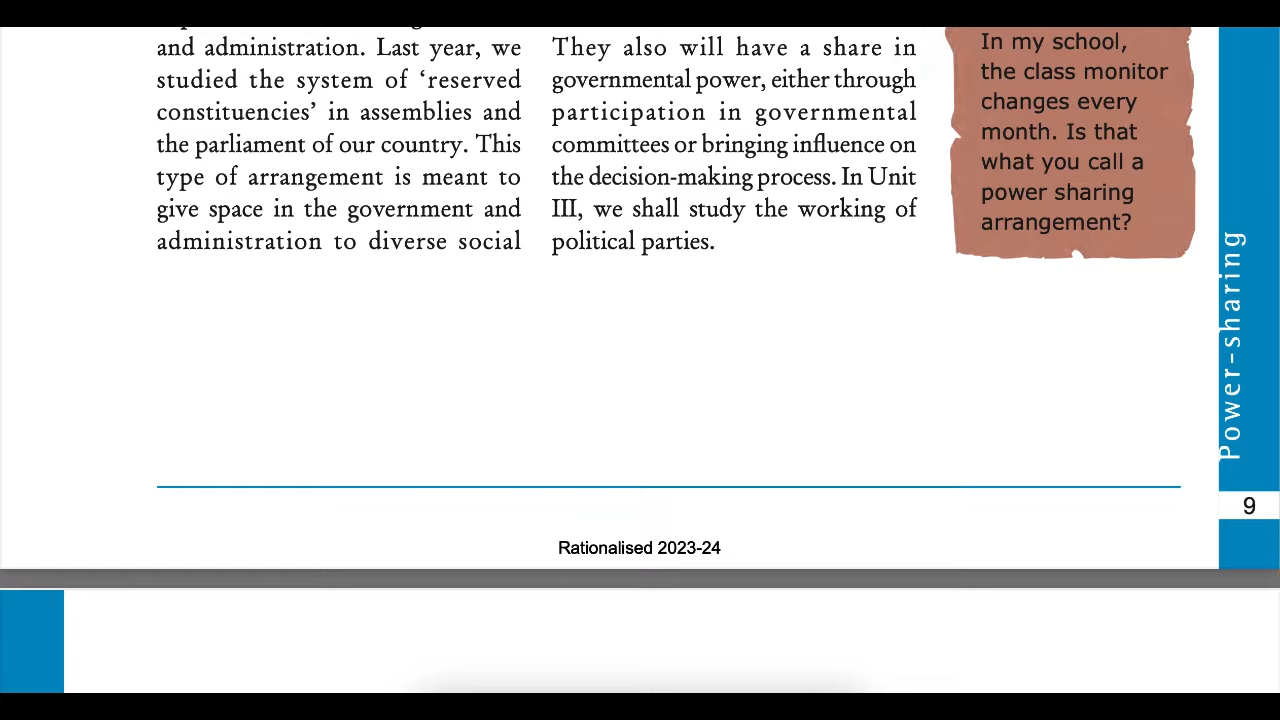 and administration. Last year, we
studied the system of ‘reserved
constituencies’ in assemblies and
the parliament of our country. This
type of arrangement is meant to
give space in the government and
administration to diverse social
They also will have a share in
governmental power, either through
participation in governmental
committees or bringing influence on
the decision-making process. In Unit
III, we shall study the working of
political parties.
In my school,
the class monitor
changes every
month. Is that
what you call a
power sharing
arrangement?
Power-sharing
9
Rationalised 2023-24